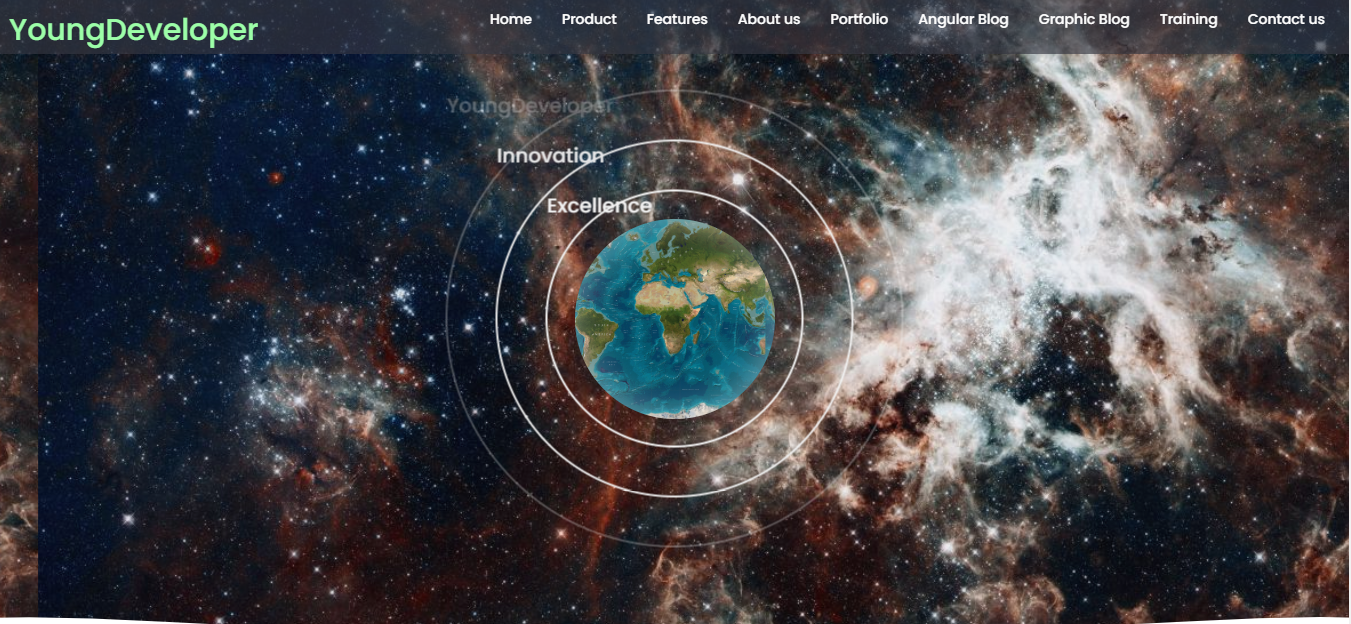 YoungDeveloper
Home Product Features About us Portfolio Angular Blog Graphic Blog Training Contact us
YoungDeveloper
Innovation
Excellence